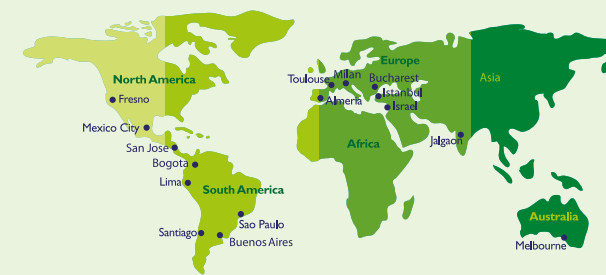 Europe
Toulouse Milan Bucharest
North America
Asia
Istanbul
Fresno
Almeria
Israel
Mexico City
Jalgaon
San Jose
Africa
Bogota
Lima
South America
Australia
Sao Paulo
Santiago
Buenos Aires
Melbourne